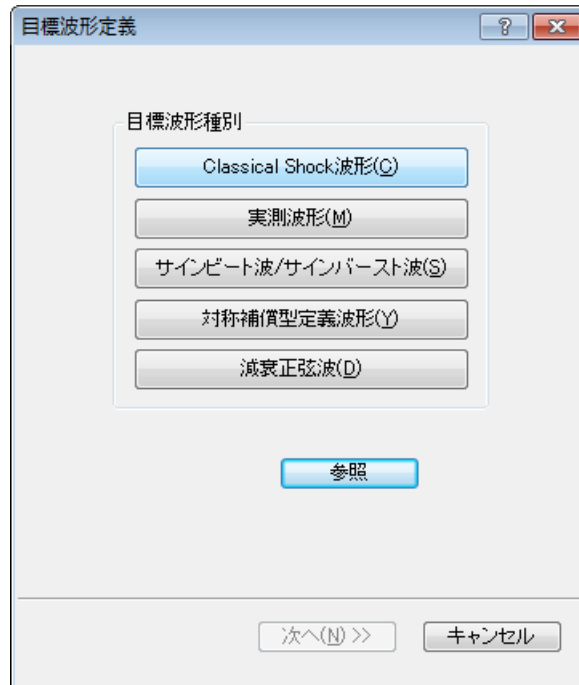 目標波形定義
目標波形種別
Classical Shock波形(C)
実測波形(M)
サインビート波/サインバースト波(S)
対称補償型定義波形(Y)
減衰正弦波(D)
参照
次へ(N) >>
キャンセル